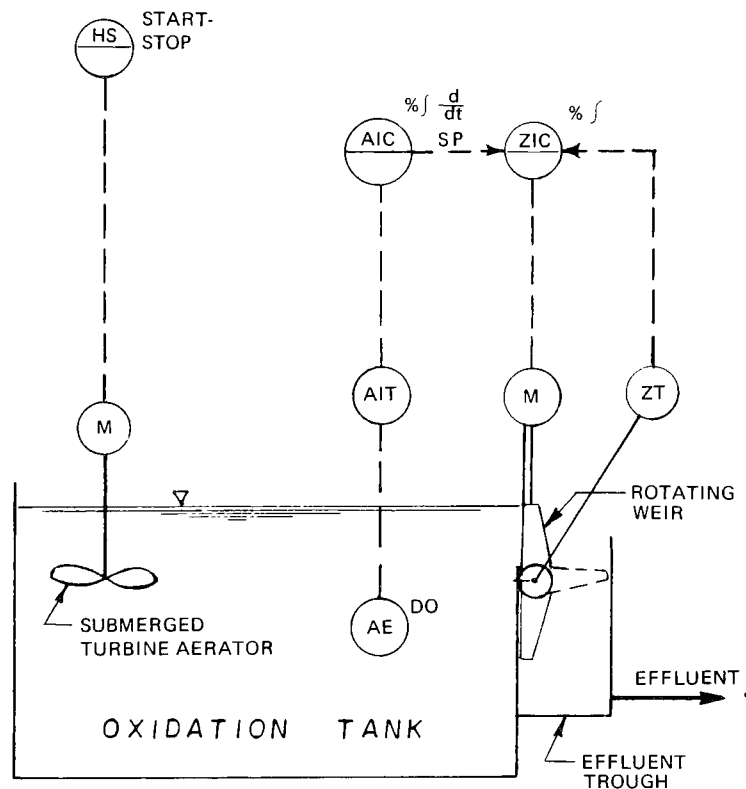 HS
START-
STOP
% ∫ d/dt
AIC
SP
ZIC
% ∫
M
AIT
M
ZT
ROTATING
WEIR
SUBMERGED
TURBINE AERATOR
AE
DO
EFFLUENT
OXIDATION TANK
EFFLUENT
TROUGH